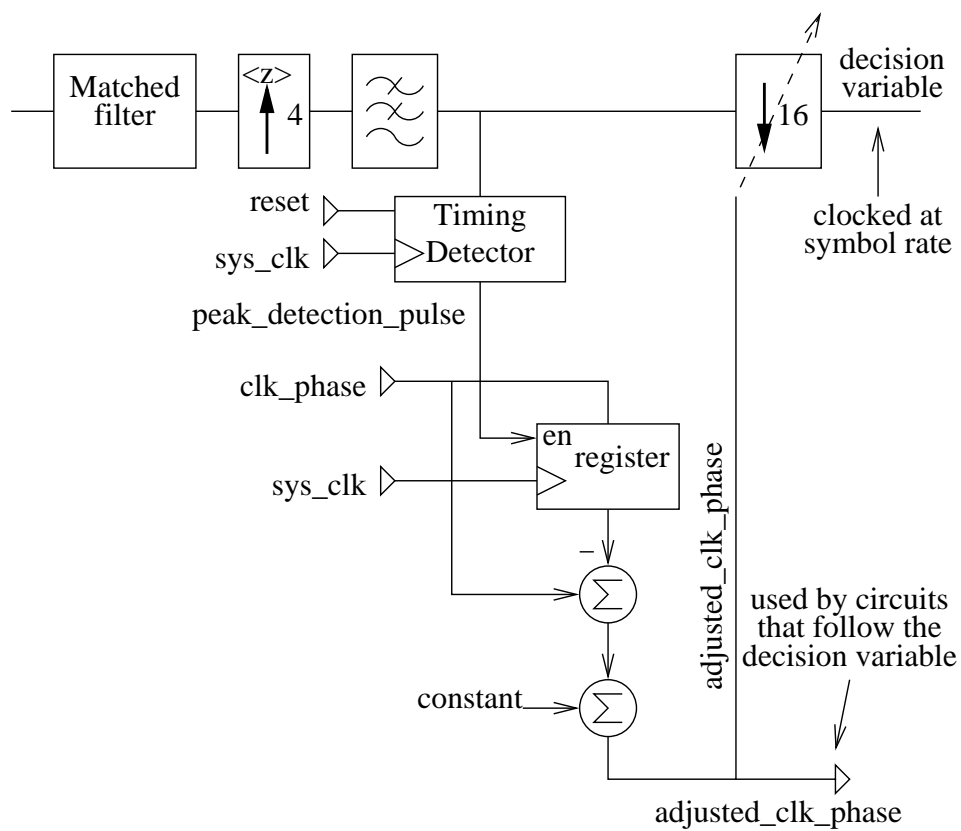 Matched
filter
<z>
4
16
decision
variable
clocked at
symbol rate
reset
sys_clk
Timing
Detector
peak_detection_pulse
clk_phase
en
register
sys_clk
–
Σ
constant
Σ
adjusted_clk_phase
used by circuits
that follow the
decision variable
adjusted_clk_phase